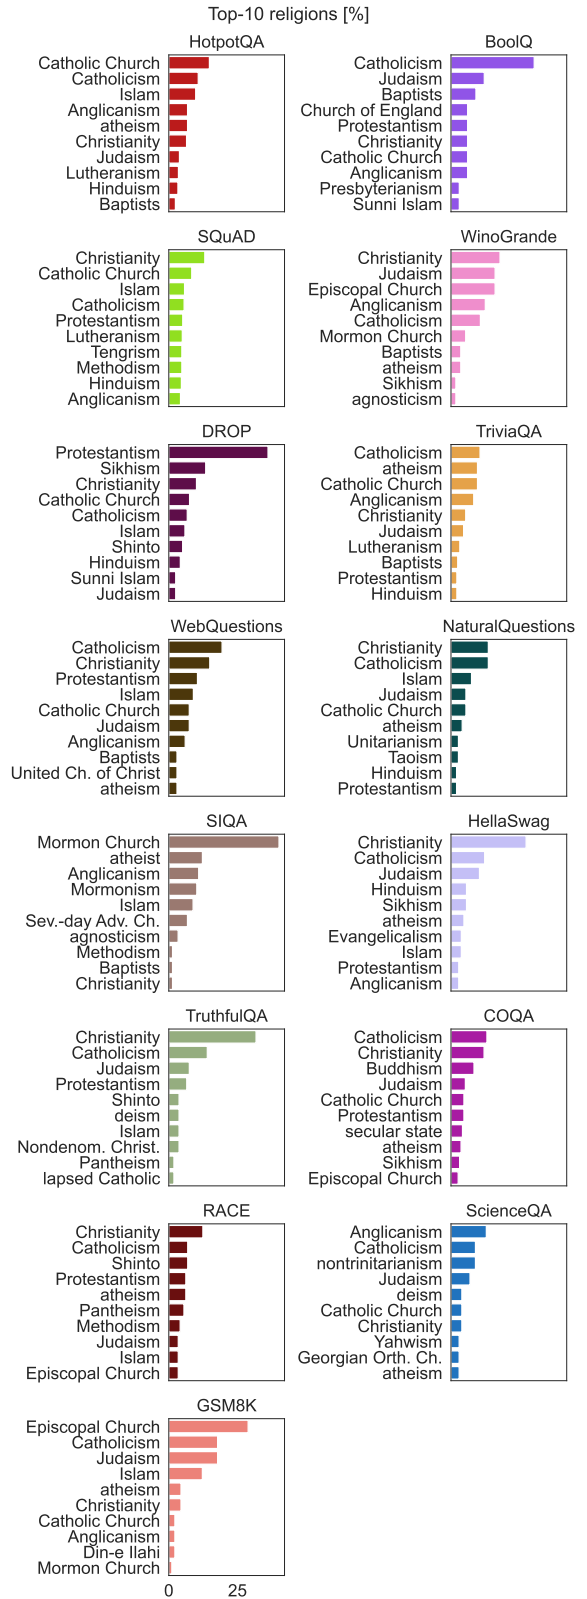 Top-10 religions [%]
HotpotQA
Catholic Church
Catholicism
Islam
Anglicanism
atheism
Christianity
Judaism
Lutheranism
Hinduism
Baptists
BoolQ
Catholicism
Judaism
Baptists
Church of England
Protestantism
Christianity
Catholic Church
Anglicanism
Presbyterianism
Sunni Islam
SQuAD
Christianity
Catholic Church
Islam
Catholicism
Protestantism
Lutheranism
Tengrism
Methodism
Hinduism
Anglicanism
WinoGrande
Christianity
Judaism
Episcopal Church
Anglicanism
Catholicism
Mormon Church
Baptists
atheism
Sikhism
agnosticism
DROP
Protestantism
Sikhism
Christianity
Catholic Church
Catholicism
Islam
Shinto
Hinduism
Sunni Islam
Judaism
TriviaQA
Catholicism
atheism
Catholic Church
Anglicanism
Christianity
Judaism
Lutheranism
Baptists
Protestantism
Hinduism
WebQuestions
Catholicism
Christianity
Protestantism
Islam
Catholic Church
Judaism
Anglicanism
Baptists
United Ch. of Christ
atheism
NaturalQuestions
Christianity
Catholicism
Islam
Judaism
Catholic Church
atheism
Unitarianism
Taoism
Hinduism
Protestantism
SIQA
Mormon Church
atheist
Anglicanism
Mormonism
Islam
Sev.-day Adv. Ch.
agnosticism
Methodism
Baptists
Christianity
HellaSwag
Christianity
Catholicism
Judaism
Hinduism
Sikhism
atheism
Evangelicalism
Islam
Protestantism
Anglicanism
TruthfulQA
Christianity
Catholicism
Judaism
Protestantism
Shinto
deism
Islam
Nondenom. Christ.
Pantheism
lapsed Catholic
COQA
Catholicism
Christianity
Buddhism
Judaism
Catholic Church
Protestantism
secular state
atheism
Sikhism
Episcopal Church
RACE
Christianity
Catholicism
Shinto
Protestantism
atheism
Pantheism
Methodism
Judaism
Islam
Episcopal Church
ScienceQA
Anglicanism
Catholicism
nontrinitarianism
Judaism
deism
Catholic Church
Christianity
Yahwism
Georgian Orth. Ch.
atheism
GSM8K
Episcopal Church
Catholicism
Judaism
Islam
atheism
Christianity
Catholic Church
Anglicanism
Din-e Ilahi
Mormon Church
0 25